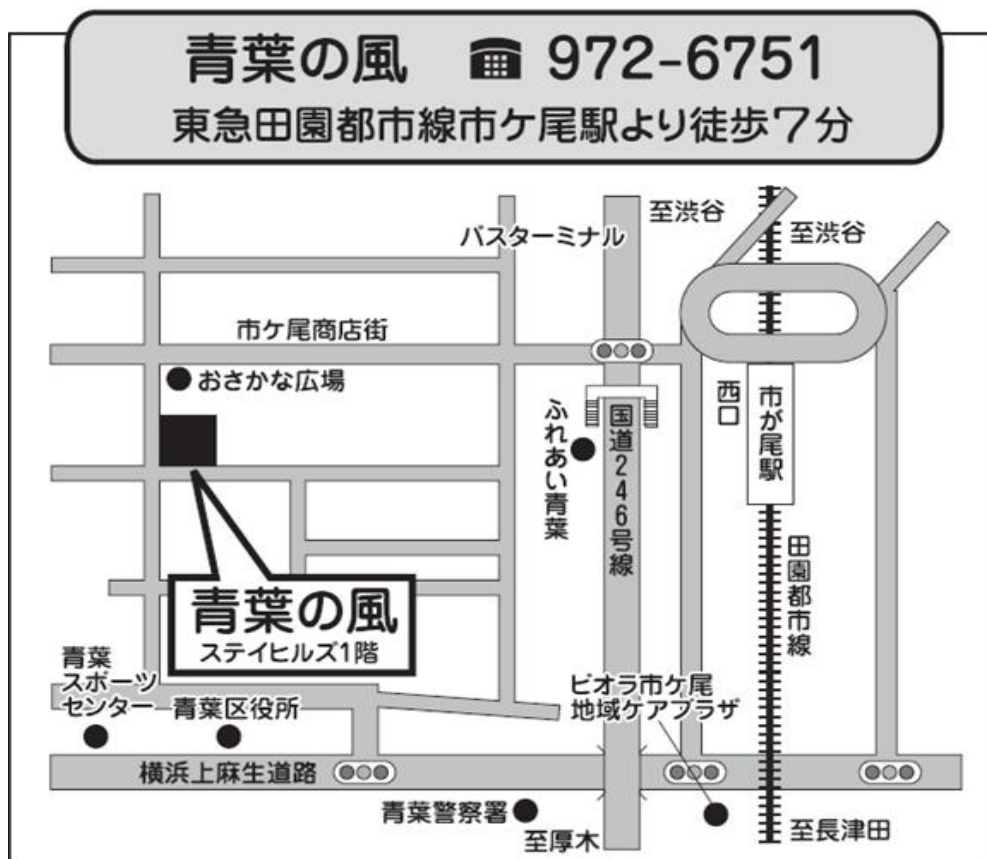 青葉の風 ☎ 972-6751
東急田園都市線市ケ尾駅より徒歩7分
至渋谷
バスターミナル
至渋谷
市ケ尾商店街
おさかな広場
西口
市が尾駅
ふれあい青葉
国道246号線
田園都市線
青葉の風
ステイヒルズ1階
青葉
スポーツ
センター
青葉区役所
ビオラ市ケ尾
地域ケアプラザ
横浜上麻生道路
青葉警察署
至厚木
至長津田